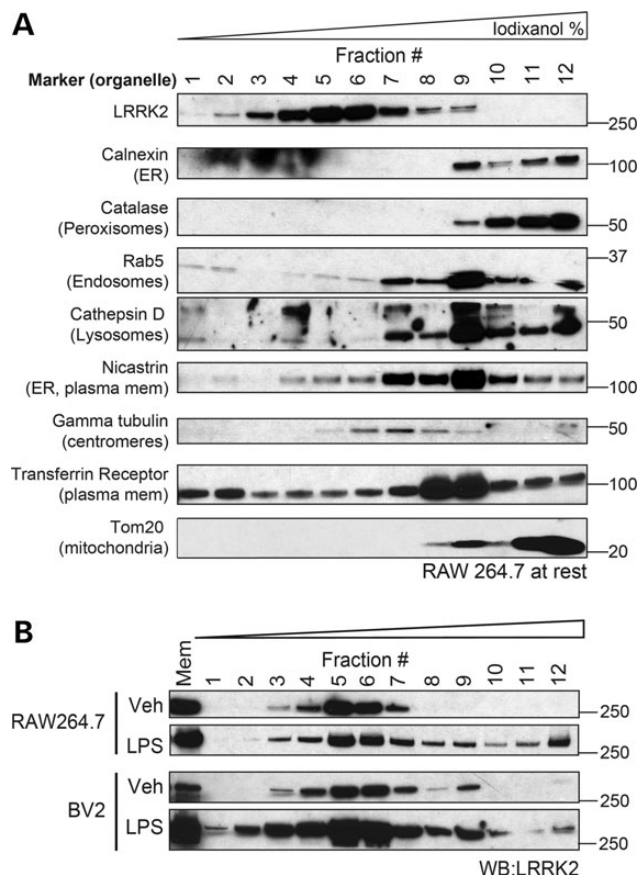 A
Iodixanol %
Fraction #
Marker (organelle)
1 2 3 4 5 6 7 8 9 10 11 12
LRRK2
250
Calnexin
(ER)
100
Catalase
(Peroxisomes)
50
Rab5
(Endosomes)
37
Cathepsin D
(Lysosomes)
50
Nicastrin
(ER, plasma mem)
100
Gamma tubulin
(centromeres)
50
Transferrin Receptor
(plasma mem)
100
Tom20
(mitochondria)
20
RAW 264.7 at rest
B
Fraction #
Mem 1 2 3 4 5 6 7 8 9 10 11 12
RAW264.7
Veh
250
LPS
250
BV2
Veh
250
LPS
250
WB:LRRK2